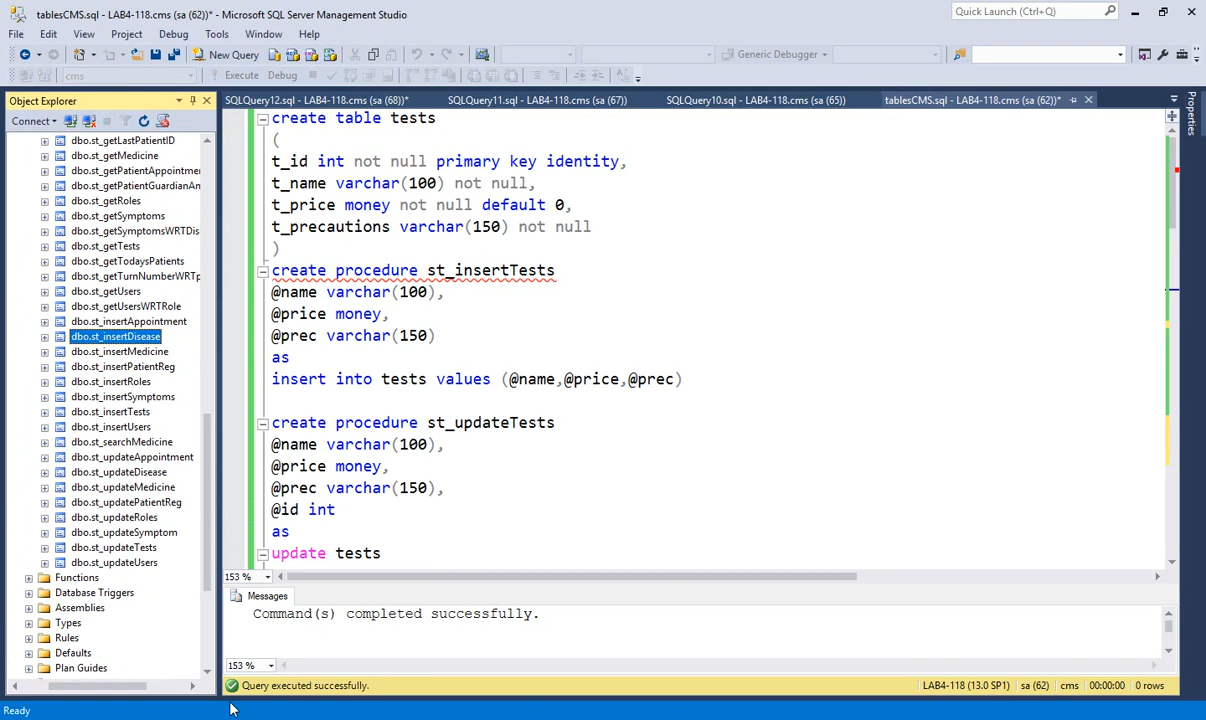 tablesCMS.sql - LAB4-118.cms (sa (62))* - Microsoft SQL Server Management Studio
Quick Launch (Ctrl+Q)
File Edit View Project Debug Tools Window Help
New Query
Generic Debugger
cms
Execute Debug
Object Explorer
SQLQuery12.sql - LAB4-118.cms (sa (68))*
SQLQuery11.sql - LAB4-118.cms (sa (67))
SQLQuery10.sql - LAB4-118.cms (sa (65))
tablesCMS.sql - LAB4-118.cms (sa (62))*
Properties
Connect
dbo.st_getLastPatientID
dbo.st_getMedicine
dbo.st_getPatientAppointmen
dbo.st_getPatientGuardianAn
dbo.st_getRoles
dbo.st_getSymptoms
dbo.st_getSymptomsWRTDis
dbo.st_getTests
dbo.st_getTodaysPatients
dbo.st_getTurnNumberWRTp
dbo.st_getUsers
dbo.st_getUsersWRTRole
dbo.st_insertAppointment
dbo.st_insertDisease
dbo.st_insertMedicine
dbo.st_insertPatientReg
dbo.st_insertRoles
dbo.st_insertSymptoms
dbo.st_insertTests
dbo.st_insertUsers
dbo.st_searchMedicine
dbo.st_updateAppointment
dbo.st_updateDisease
dbo.st_updateMedicine
dbo.st_updatePatientReg
dbo.st_updateRoles
dbo.st_updateSymptom
dbo.st_updateTests
dbo.st_updateUsers
Functions
Database Triggers
Assemblies
Types
Rules
Defaults
Plan Guides
create table tests
(
t_id int not null primary key identity,
t_name varchar(100) not null,
t_price money not null default 0,
t_precautions varchar(150) not null
)
create procedure st_insertTests
@name varchar(100),
@price money,
@prec varchar(150)
as
insert into tests values (@name,@price,@prec)
create procedure st_updateTests
@name varchar(100),
@price money,
@prec varchar(150),
@id int
as
update tests
153 %
Messages
Command(s) completed successfully.
153 %
Query executed successfully.
LAB4-118 (13.0 SP1) sa (62) cms 00:00:00 0 rows
Ready